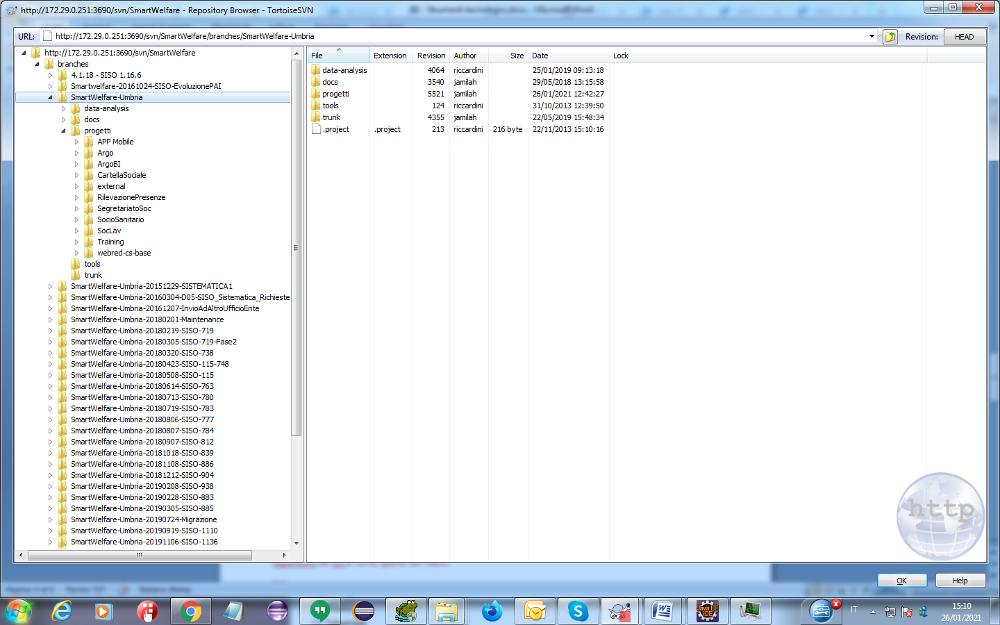 http://172.29.0.251:3690/svn/SmartWelfare - Repository Browser - TortoiseSVN
URL: http://172.29.0.251:3690/svn/SmartWelfare/branches/SmartWelfare-Umbria Revision: HEAD
http://172.29.0.251:3690/svn/SmartWelfare
branches
4.1.18 - SISO 1.16.6
Smartwelfare-20161024-SISO-EvoluzionePAI
SmartWelfare-Umbria
data-analysis
docs
progetti
APP Mobile
Argo
ArgoBI
CartellaSociale
external
RilevazionePresenze
SegretariatoSoc
SocioSanitario
SocLav
Training
webred-cs-base
tools
trunk
SmartWelfare-Umbria-20151229-SISTEMATICA1
SmartWelfare-Umbria-20160304-D05-SISO_Sistematica_Richieste
SmartWelfare-Umbria-20161207-InvioAdAltroUfficioEnte
SmartWelfare-Umbria-20180201-Maintenance
SmartWelfare-Umbria-20180219-SISO-719
SmartWelfare-Umbria-20180305-SISO-719-Fase2
SmartWelfare-Umbria-20180320-SISO-738
SmartWelfare-Umbria-20180423-SISO-115-748
SmartWelfare-Umbria-20180508-SISO-115
SmartWelfare-Umbria-20180614-SISO-763
SmartWelfare-Umbria-20180713-SISO-780
SmartWelfare-Umbria-20180719-SISO-783
SmartWelfare-Umbria-20180806-SISO-777
SmartWelfare-Umbria-20180807-SISO-784
SmartWelfare-Umbria-20180907-SISO-812
SmartWelfare-Umbria-20181018-SISO-839
SmartWelfare-Umbria-20181108-SISO-886
SmartWelfare-Umbria-20181212-SISO-904
SmartWelfare-Umbria-20190208-SISO-938
SmartWelfare-Umbria-20190228-SISO-883
SmartWelfare-Umbria-20190305-SISO-885
SmartWelfare-Umbria-20190724-Migrazione
SmartWelfare-Umbria-20190919-SISO-1110
SmartWelfare-Umbria-20191106-SISO-1136
File Extension Revision Author Size Date Lock
data-analysis 4064 riccardini 25/01/2019 09:13:18
docs 3540 jamilah 29/05/2018 13:15:58
progetti 5521 jamilah 26/01/2021 12:42:27
tools 124 riccardini 31/10/2013 12:39:50
trunk 4355 jamilah 22/05/2019 15:48:34
.project .project 213 riccardini 216 byte 22/11/2013 15:10:16
http
OK Help
Java EE
IDE
IT
15:10
26/01/2021